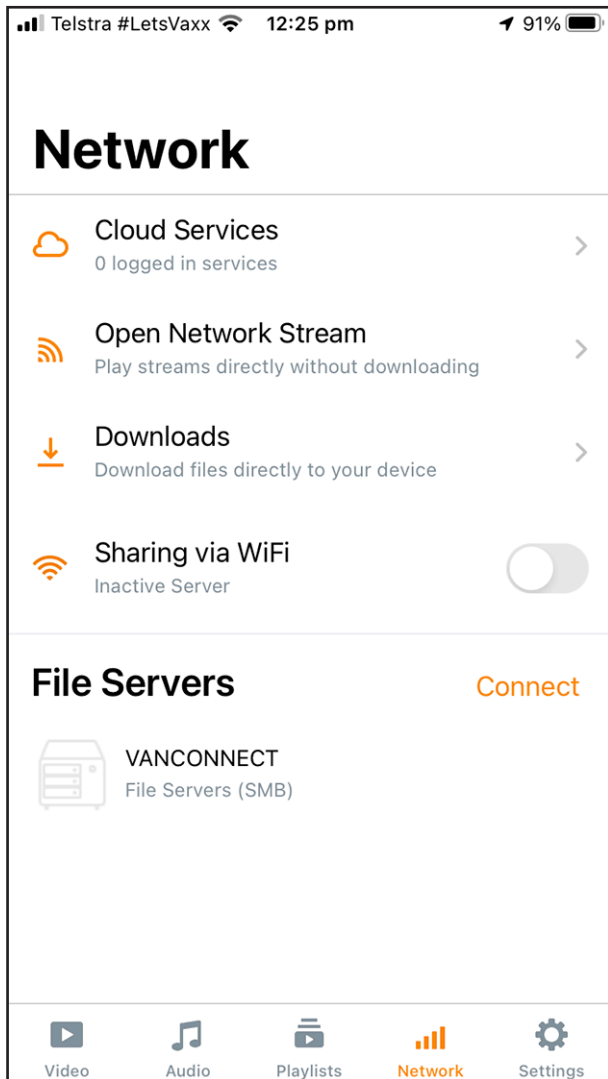 Telstra #LetsVaxx 12:25 pm 91%
Network
Cloud Services
0 logged in services
Open Network Stream
Play streams directly without downloading
Downloads
Download files directly to your device
Sharing via WiFi
Inactive Server
File Servers Connect
VANCONNECT
File Servers (SMB)
Video Audio Playlists Network Settings